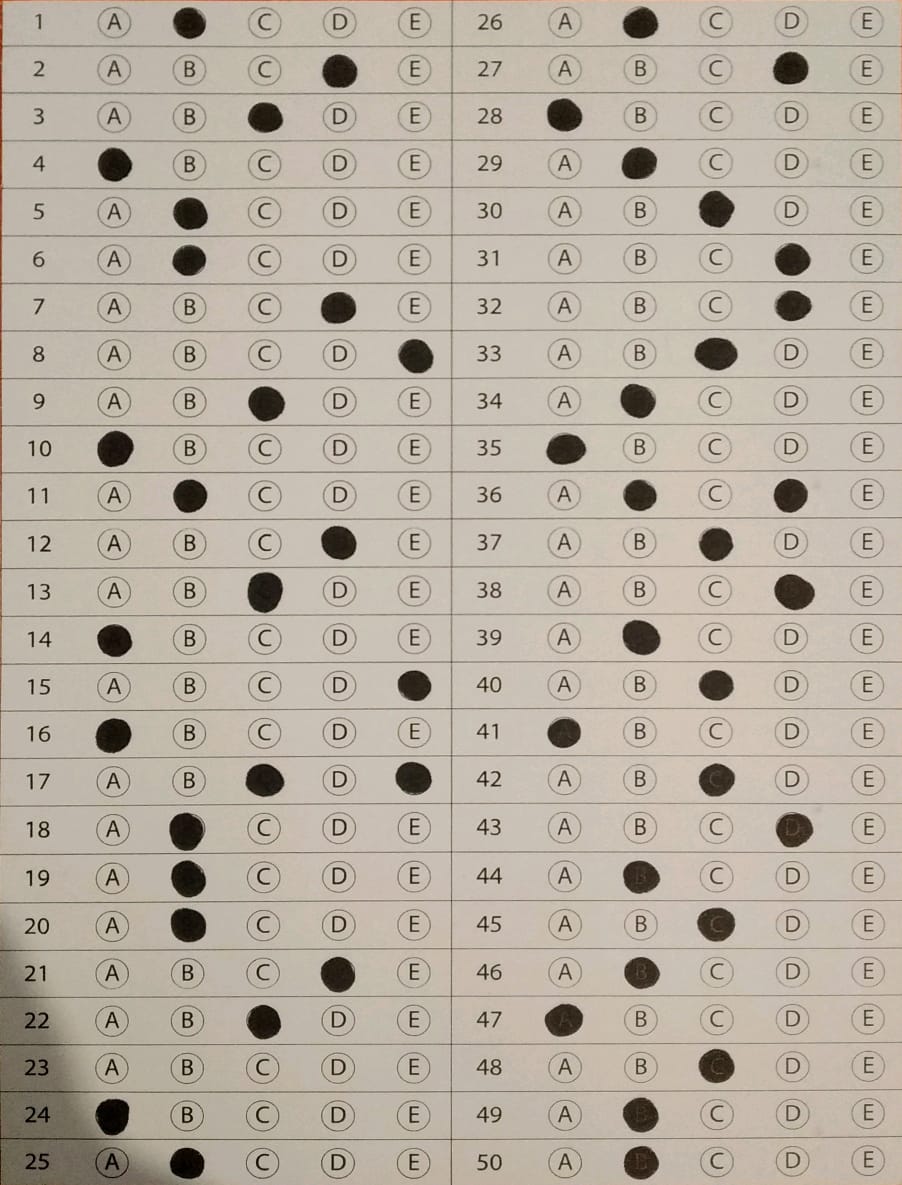 1 A C D E 26 A C D E
2 A B C E 27 A B C E
3 A B D E 28 B C D E
4 B C D E 29 A C D E
5 A C D E 30 A B D E
6 A C D E 31 A B C E
7 A B C E 32 A B C E
8 A B C D 33 A B D E
9 A B D E 34 A C D E
10 B C D E 35 B C D E
11 A C D E 36 A C E
12 A B C E 37 A B D E
13 A B D E 38 A B C E
14 B C D E 39 A C D E
15 A B C D 40 A B D E
16 B C D E 41 A B C D E
17 A B D 42 A B C D E
18 A C D E 43 A B C D E
19 A C D E 44 A B C D E
20 A C D E 45 A B C D E
21 A B C E 46 A B C D E
22 A B D E 47 A B C D E
23 A B C D E 48 A B C D E
24 B C D E 49 A B C D E
25 A C D E 50 A B C D E